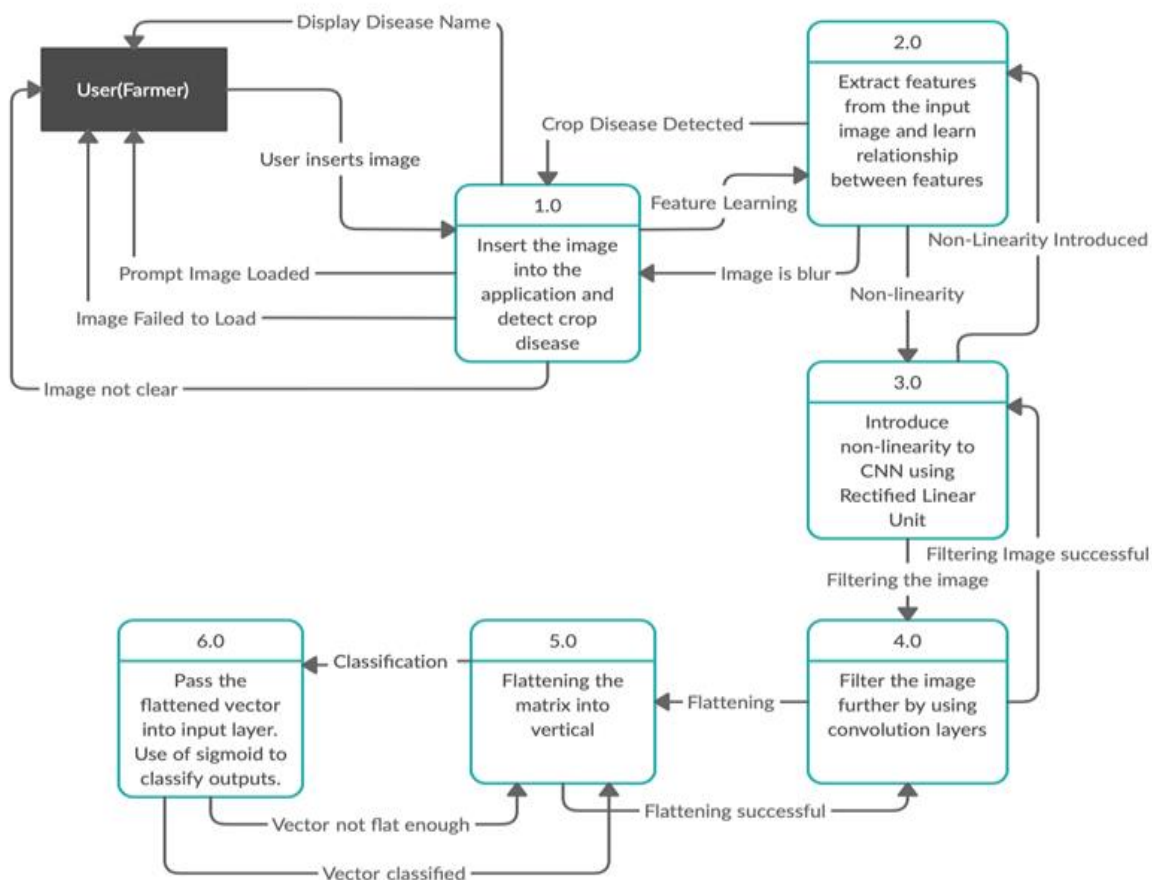 Display Disease Name
User(Farmer)
User inserts image
Prompt Image Loaded
Image Failed to Load
Image not clear
1.0
Insert the image
into the
application and
detect crop
disease
Crop Disease Detected
Feature Learning
Image is blur
2.0
Extract features
from the input
image and learn
relationship
between features
Non-Linearity Introduced
Non-linearity
3.0
Introduce
non-linearity to
CNN using
Rectified Linear
Unit
Filtering Image successful
Filtering the image
4.0
Filter the image
further by using
convolution layers
Flattening
Flattening successful
5.0
Flattening the
matrix into
vertical
Classification
6.0
Pass the
flattened vector
into input layer.
Use of sigmoid to
classify outputs.
Vector not flat enough
Vector classified